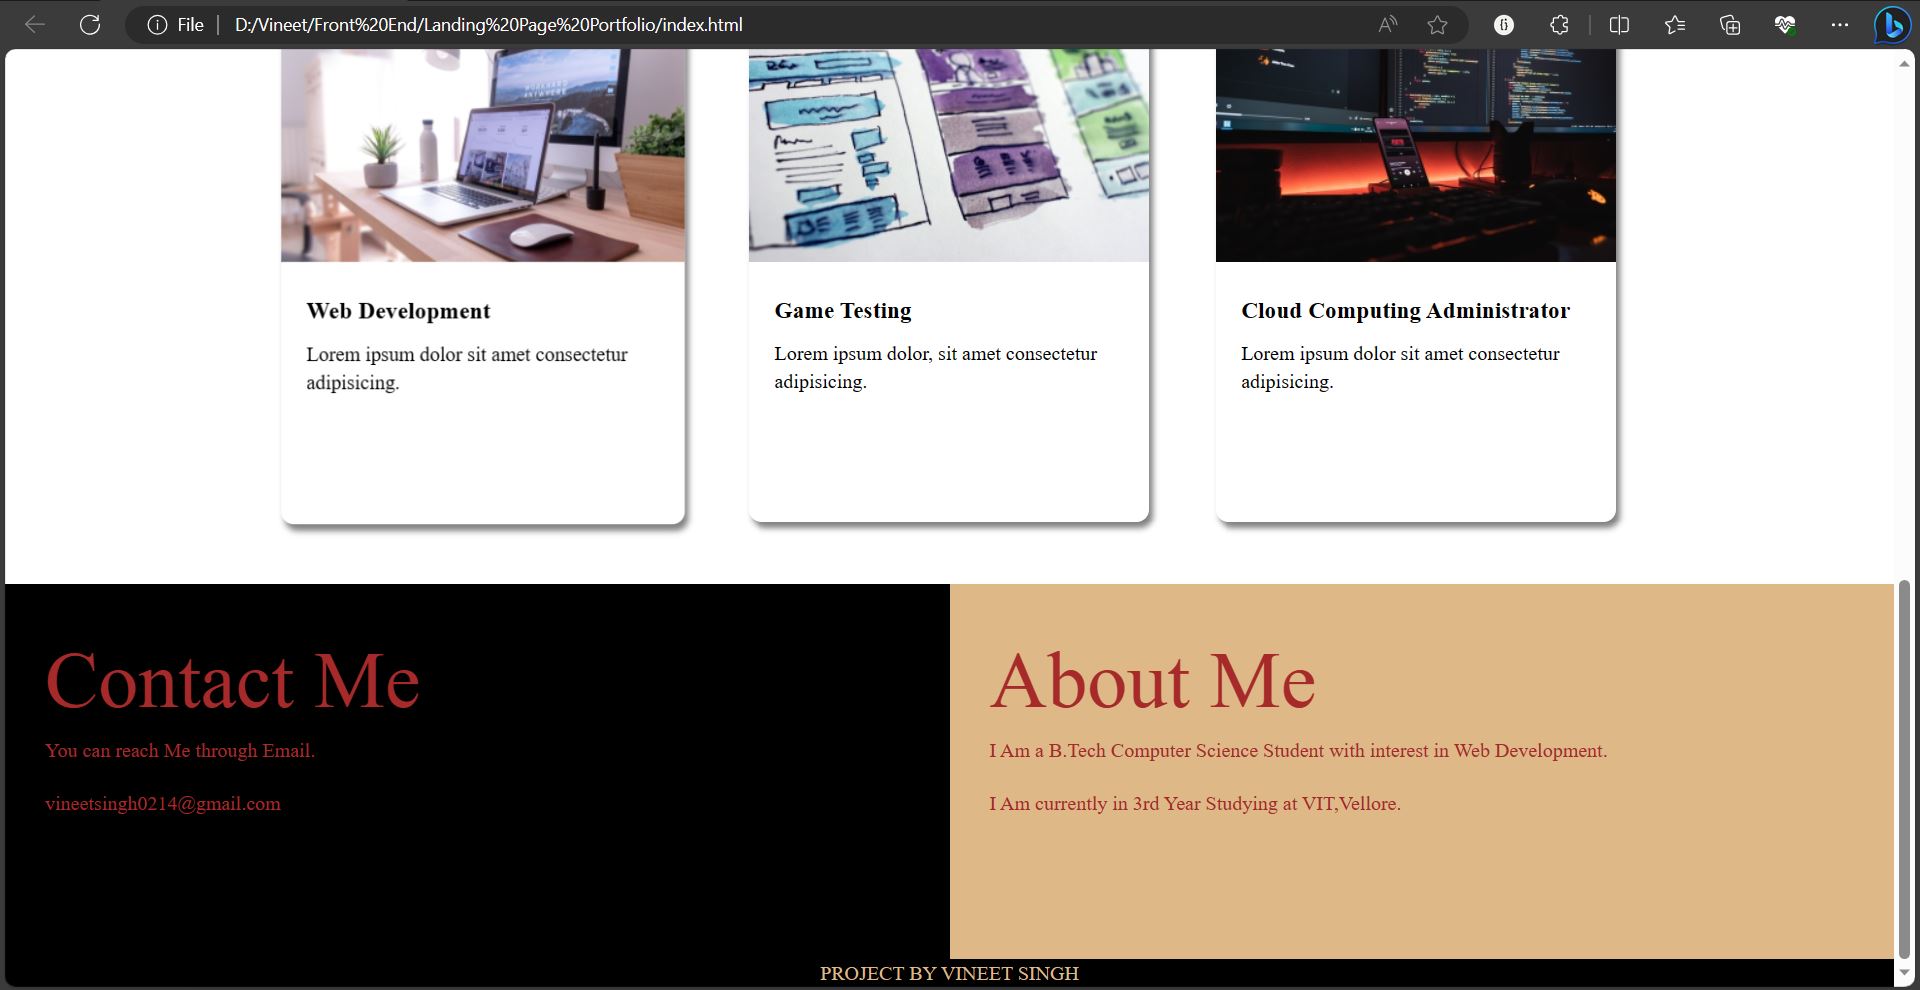 File
D:/Vineet/Front%20End/Landing%20Page%20Portfolio/index.html
Web Development
Lorem ipsum dolor sit amet consectetur
adipisicing.
Game Testing
Lorem ipsum dolor, sit amet consectetur
adipisicing.
Cloud Computing Administrator
Lorem ipsum dolor sit amet consectetur
adipisicing.
Contact Me
You can reach Me through Email.
vineetsingh0214@gmail.com
About Me
I Am a B.Tech Computer Science Student with interest in Web Development.
I Am currently in 3rd Year Studying at VIT,Vellore.
PROJECT BY VINEET SINGH